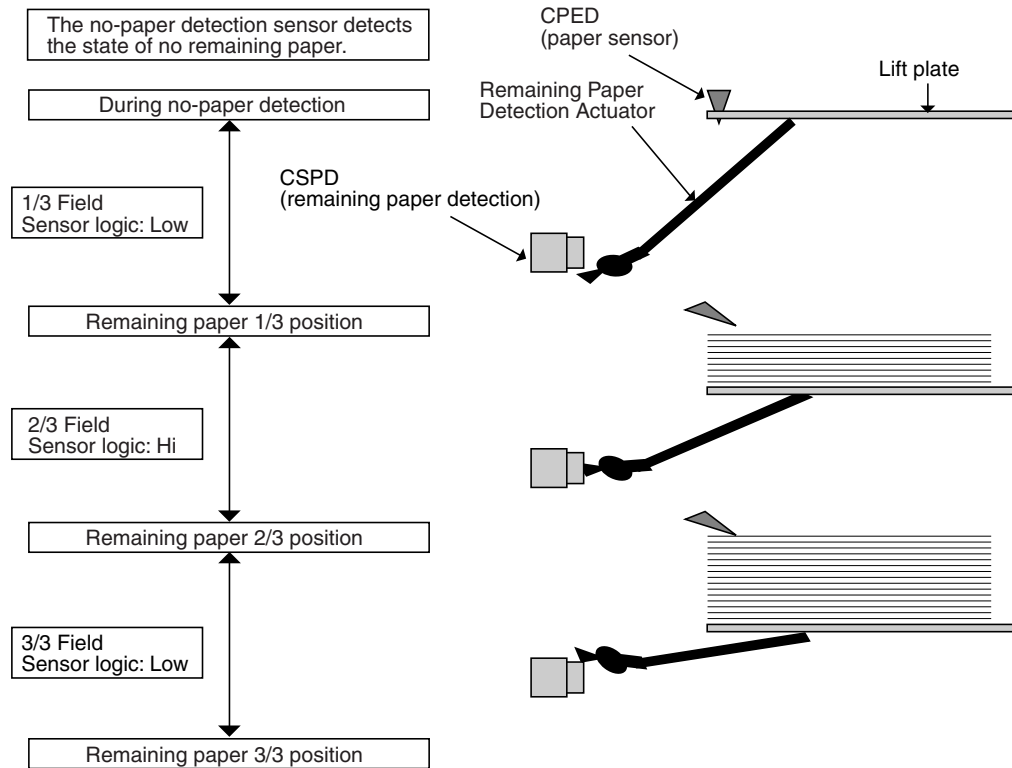 The no-paper detection sensor detects
the state of no remaining paper.
During no-paper detection
1/3 Field
Sensor logic: Low
Remaining paper 1/3 position
2/3 Field
Sensor logic: Hi
Remaining paper 2/3 position
3/3 Field
Sensor logic: Low
Remaining paper 3/3 position
CPED
(paper sensor)
Lift plate
Remaining Paper
Detection Actuator
CSPD
(remaining paper detection)